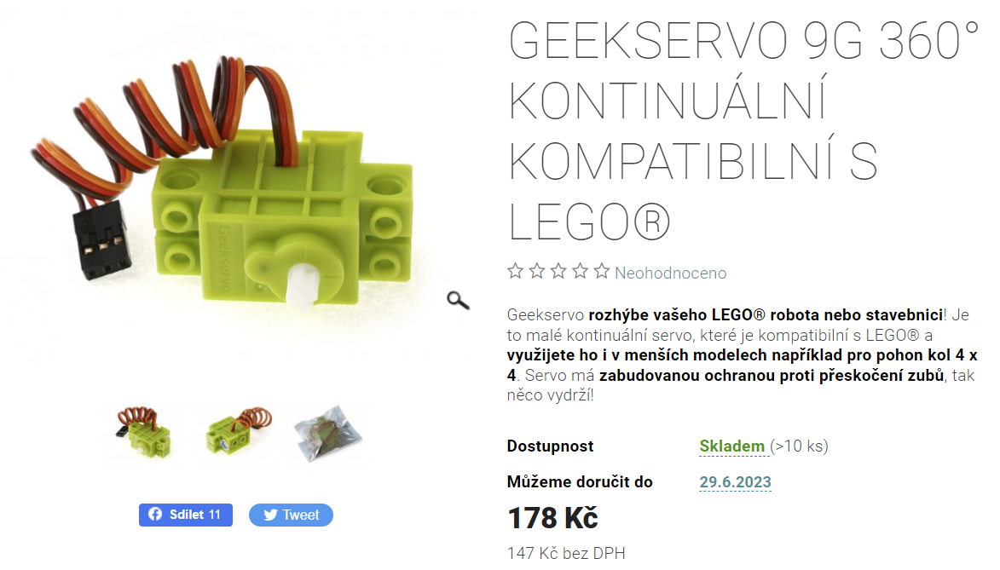 GEEKSERVO 9G 360°
KONTINUÁLNÍ
KOMPATIBILNÍ S
LEGO®
Neohodnoceno
Geekservo rozhýbe vašeho LEGO® robota nebo stavebnici! Je
to malé kontinuální servo, které je kompatibilní s LEGO® a
využijete ho i v menších modelech například pro pohon kol 4 x
4. Servo má zabudovanou ochranou proti přeskočení zubů, tak
něco vydrží!
Dostupnost Skladem (>10 ks)
Můžeme doručit do 29.6.2023
178 Kč
147 Kč bez DPH
Geekservo
Sdílet 11
Tweet